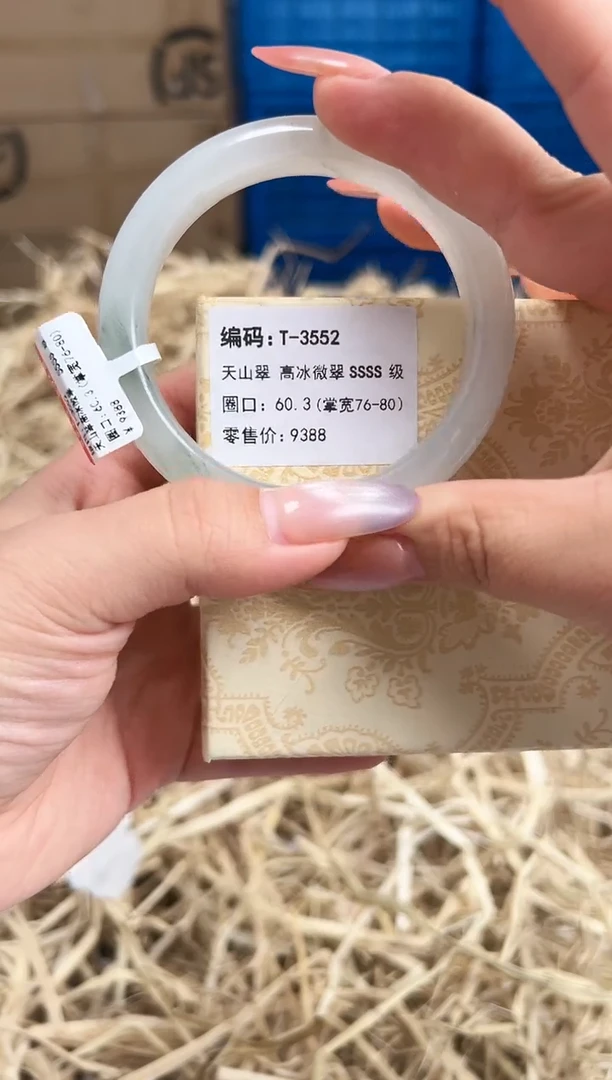 编码：T-3552
天山翠 高冰微翠 SSSS 级
圈口：60.3(掌宽76-80)
零售价：9388